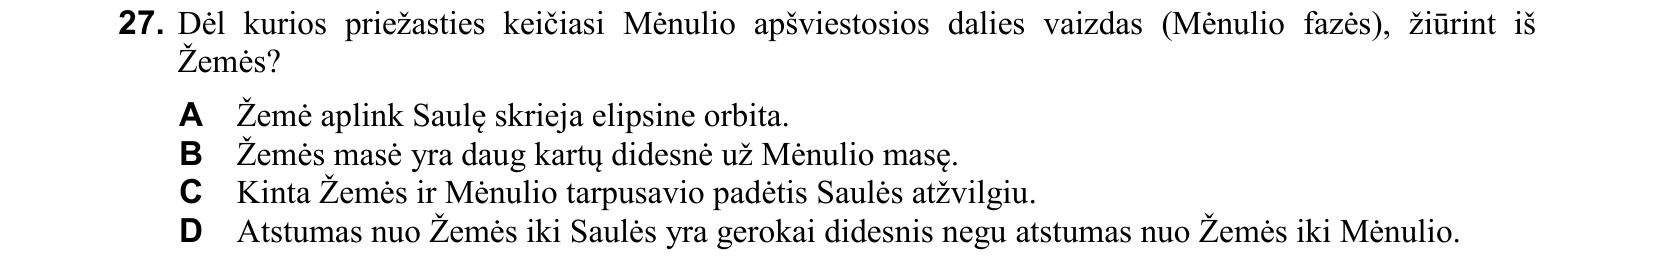 27. Dėl kurios priežasties keičiasi Mėnulio apšviestosios dalies vaizdas (Mėnulio fazės), žiūrint iš
Žemės?
A Žemė aplink Saulę skrieja elipsine orbita.
B Žemės masė yra daug kartų didesnė už Mėnulio masę.
C Kinta Žemės ir Mėnulio tarpusavio padėtis Saulės atžvilgiu.
D Atstumas nuo Žemės iki Saulės yra gerokai didesnis negu atstumas nuo Žemės iki Mėnulio.